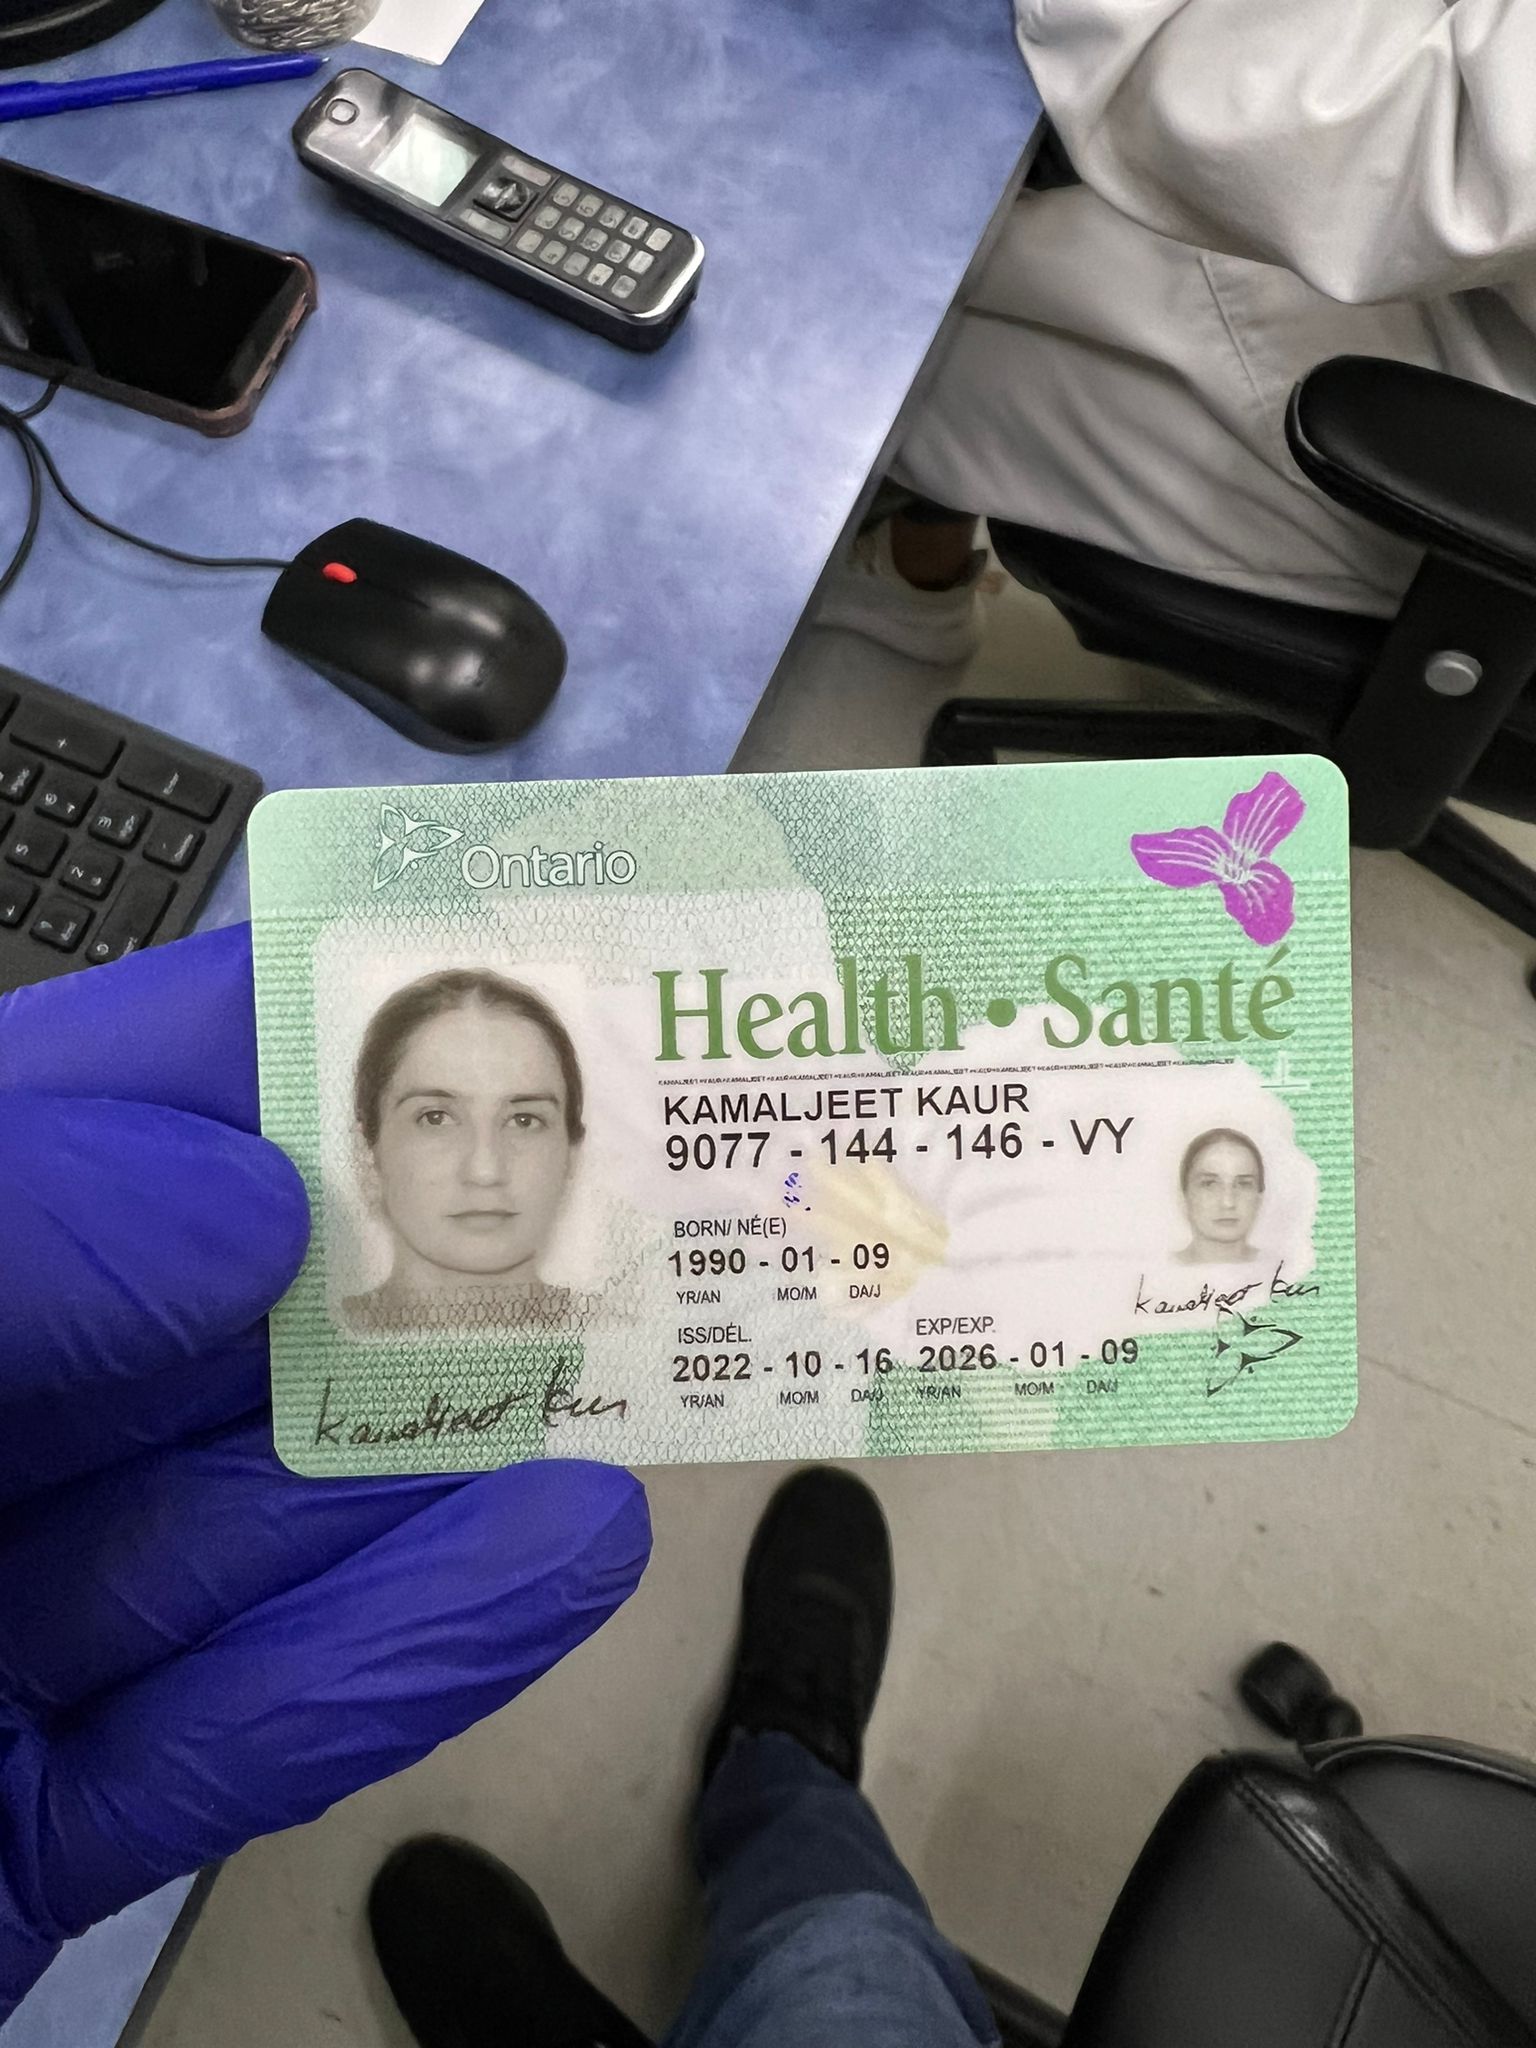 Ontario
Health • Santé
KAMALJEET KAUR
9077 - 144 - 146 - VY
BORN/ NÉ(E)
1990 - 01 - 09
YR/AN MO/M DA/J
ISS/DÉL. EXP/EXP.
2022 - 10 - 16 2026 - 01 - 09
YR/AN MO/M DA/J YR/AN MO/M DA/J